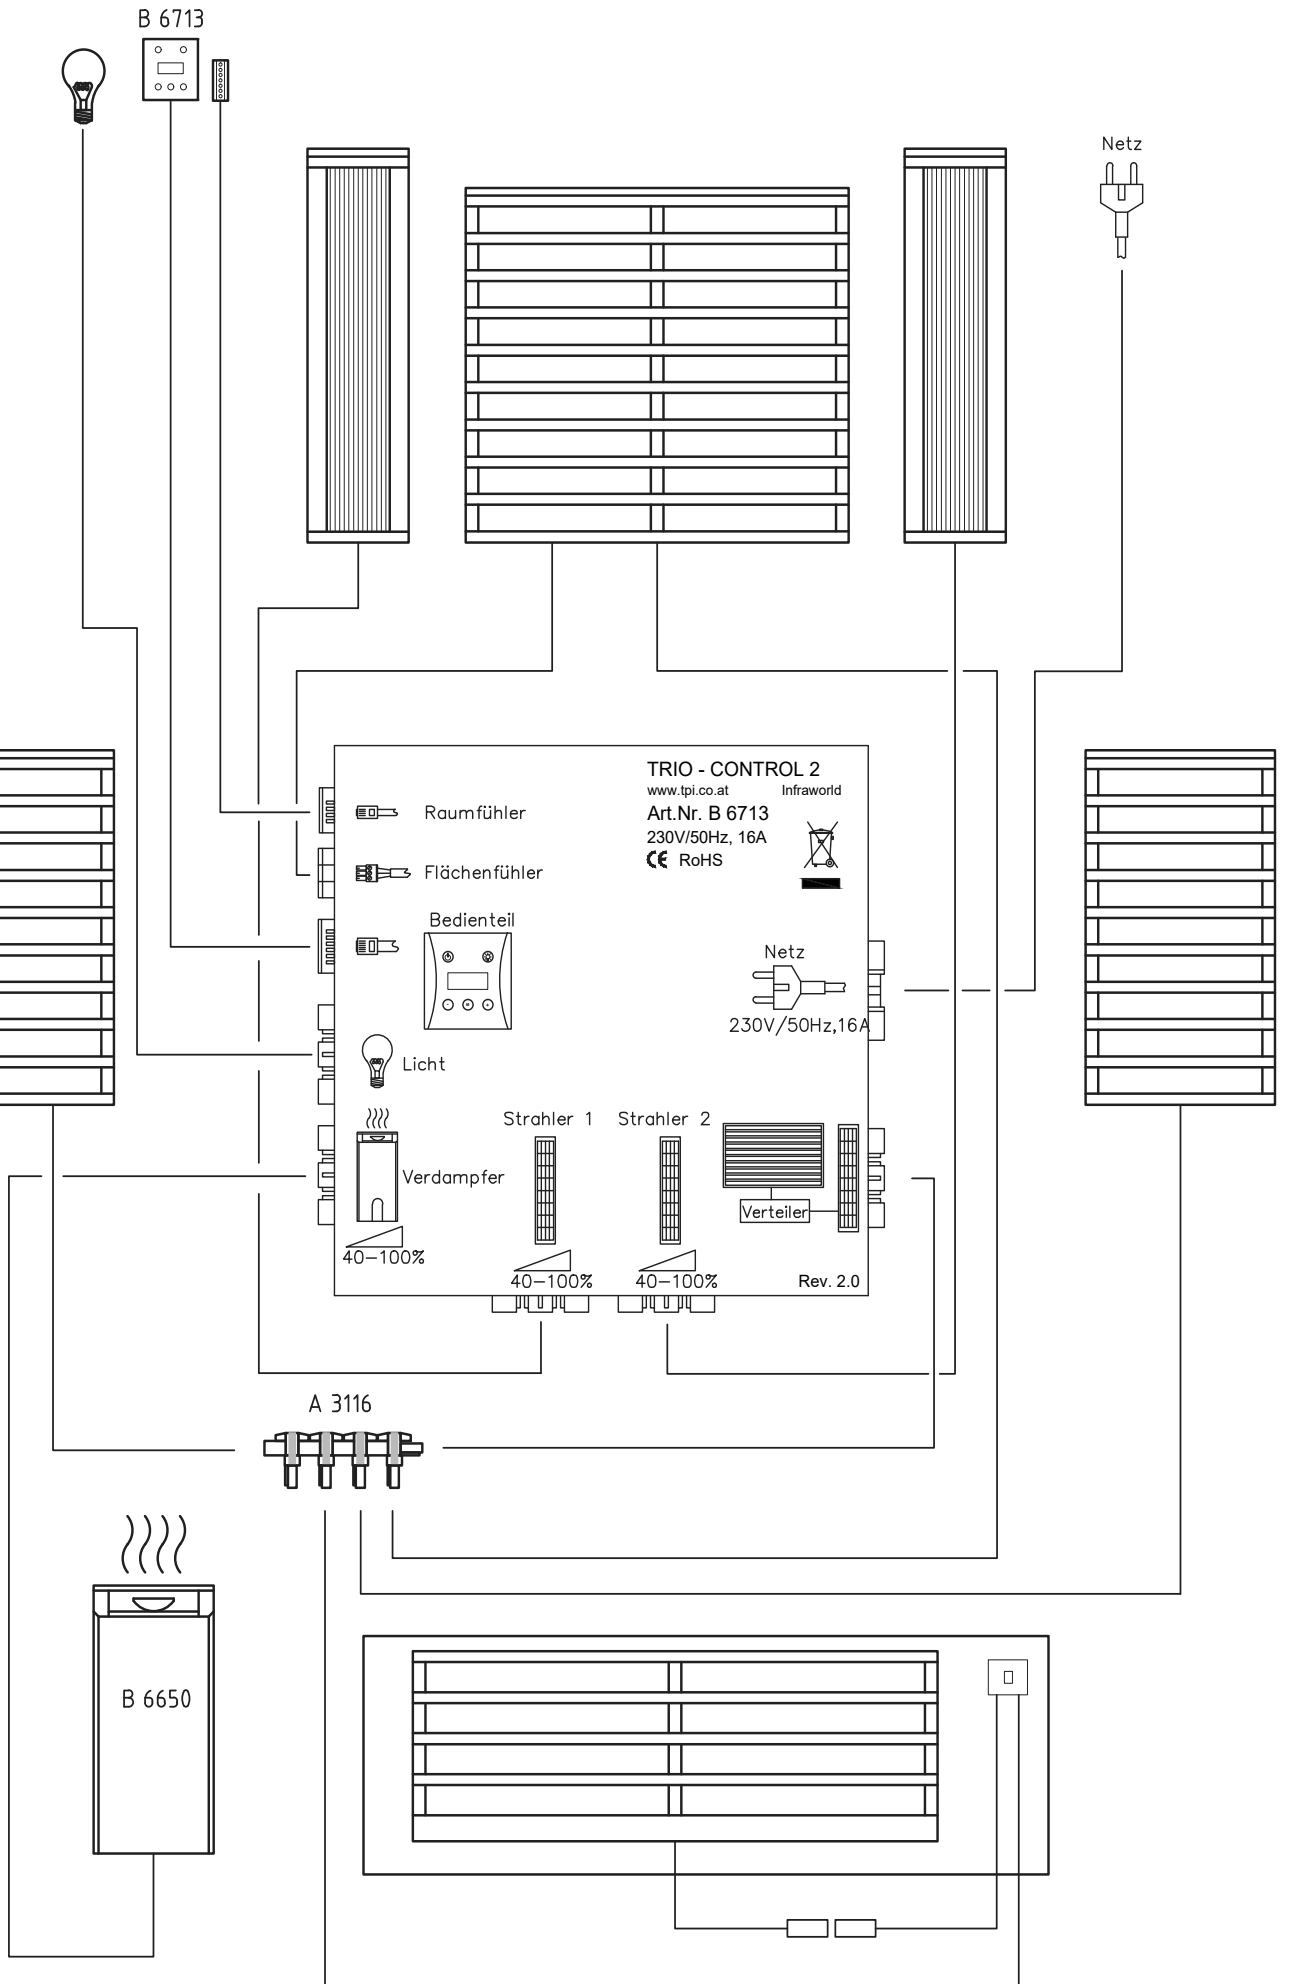 B 6713
Netz
TRIO - CONTROL 2
www.tpi.co.at Infraworld
Art.Nr. B 6713
230V/50Hz, 16A
CE RoHS
Raumfühler
Flächenfühler
Bedienteil
Netz
230V/50Hz,16A
Licht
Strahler 1
Strahler 2
Verdampfer
Verteiler
40-100%
40-100%
40-100%
Rev. 2.0
A 3116
B 6650